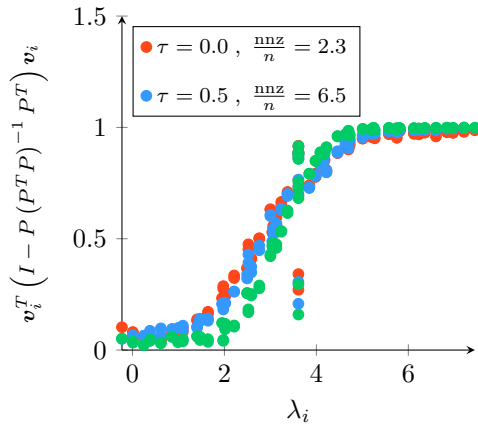 1.5
τ = 0.0 , nnz/n = 2.3
τ = 0.5 , nnz/n = 6.5
1
0.5
0
v_i^T (I − P (P^T P)^{−1} P^T) v_i
0 2 4 6
λ_i